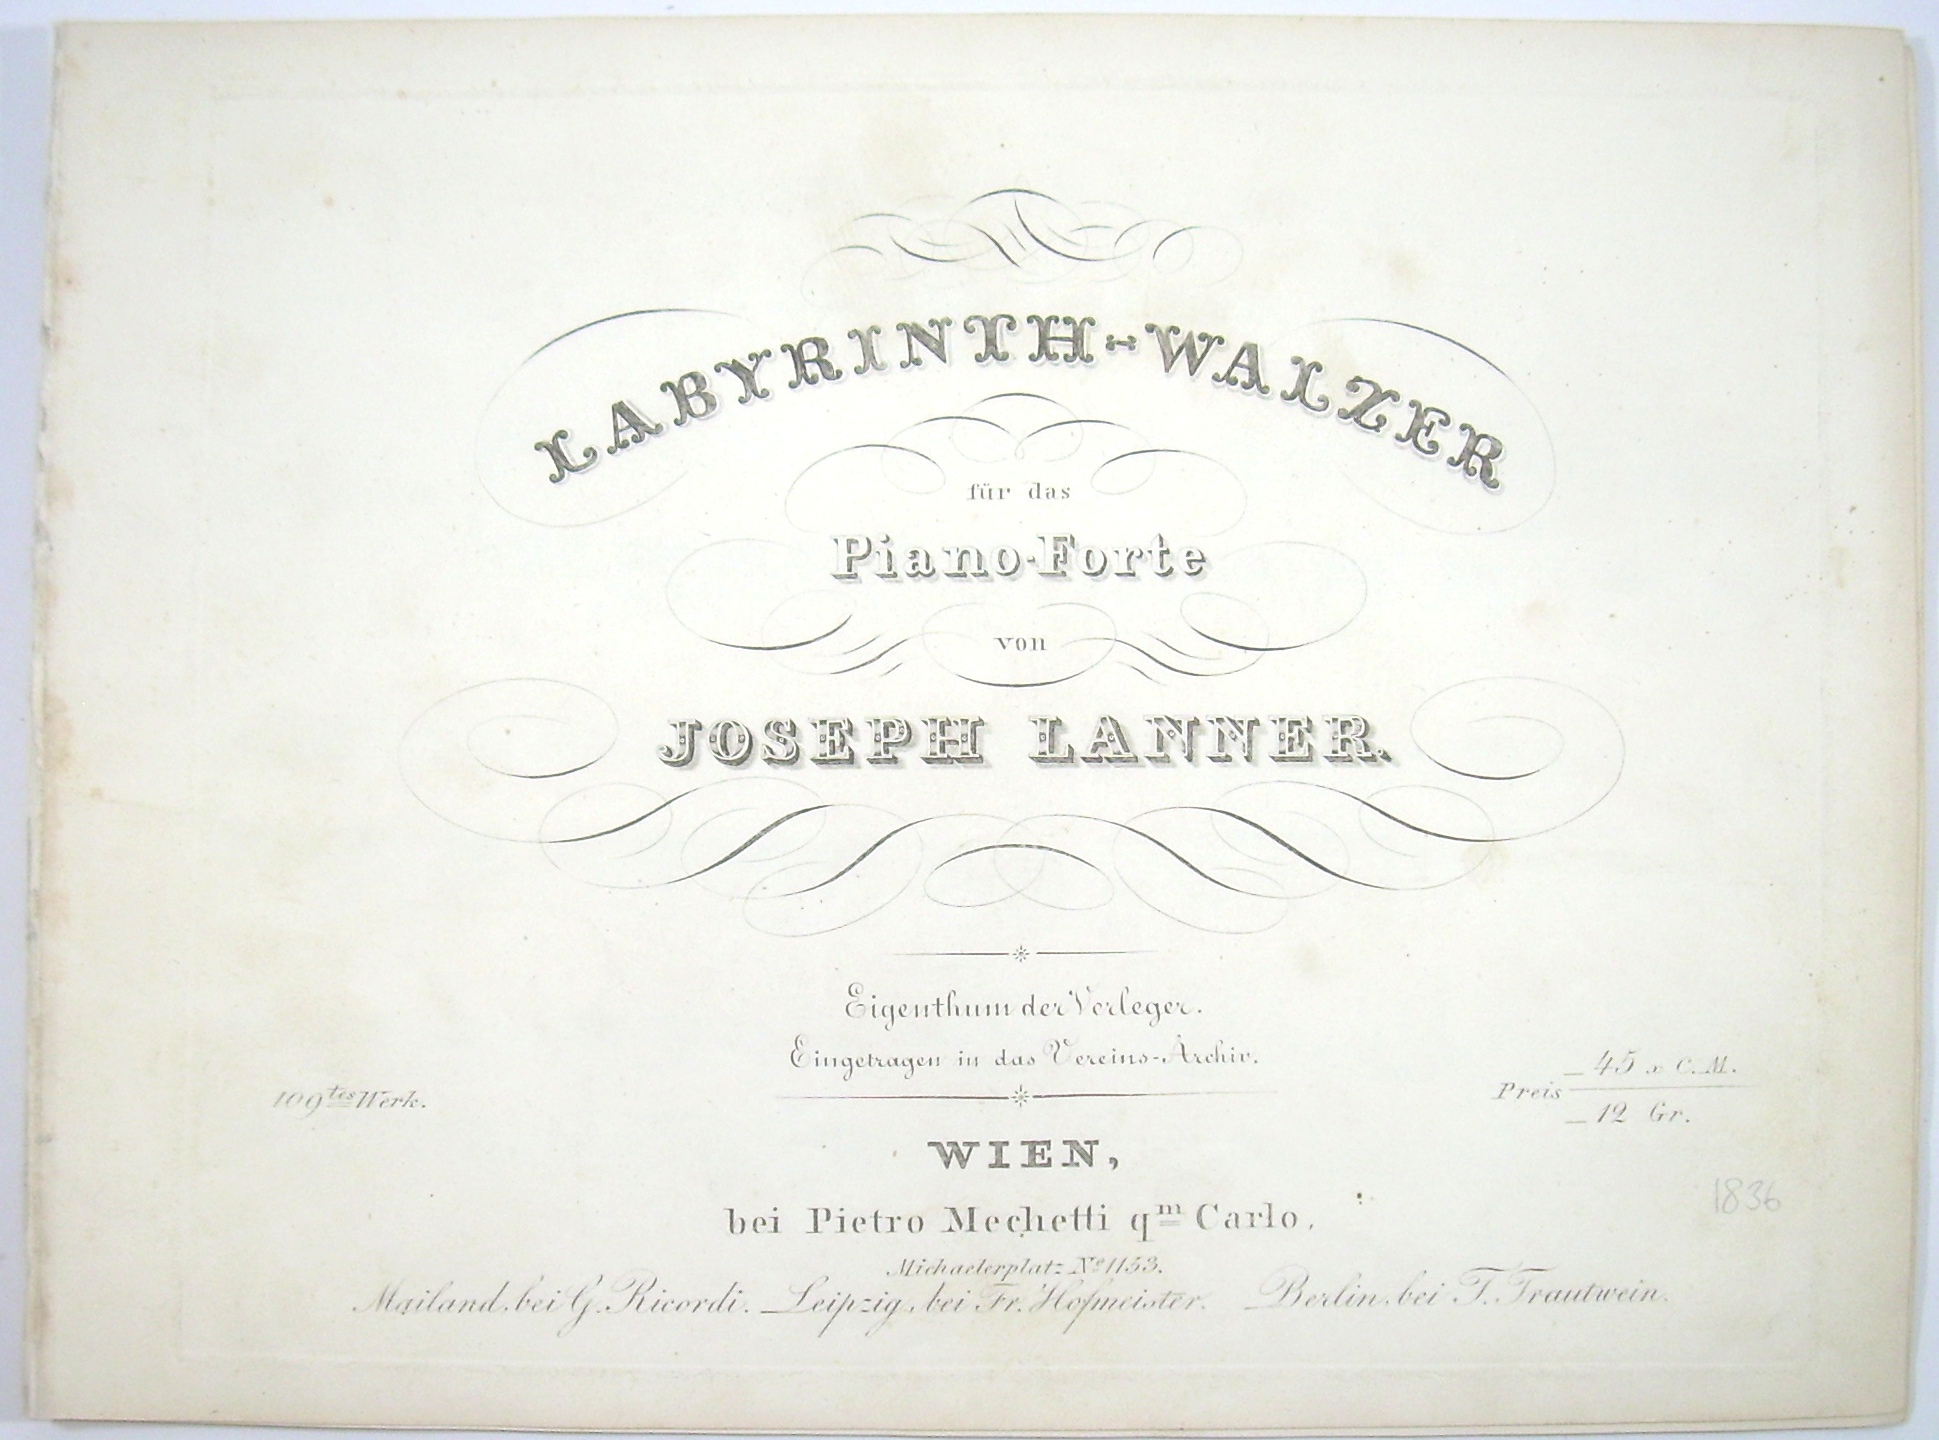 LABYRINTH-WALZER
für das
Piano-Forte
von
JOSEPH LANNER.
Eigenthum der Verleger.
Eingetragen in das Vereins-Archiv.
109tes Werk.
Preis 45 x C. M.
12 Gr.
WIEN,
bei Pietro Mechetti qm Carlo.
1836
Michaelerplatz No 1153.
Mailand, bei G. Ricordi. Leipzig, bei Fr. Hofmeister. Berlin, bei T. Trautwein.